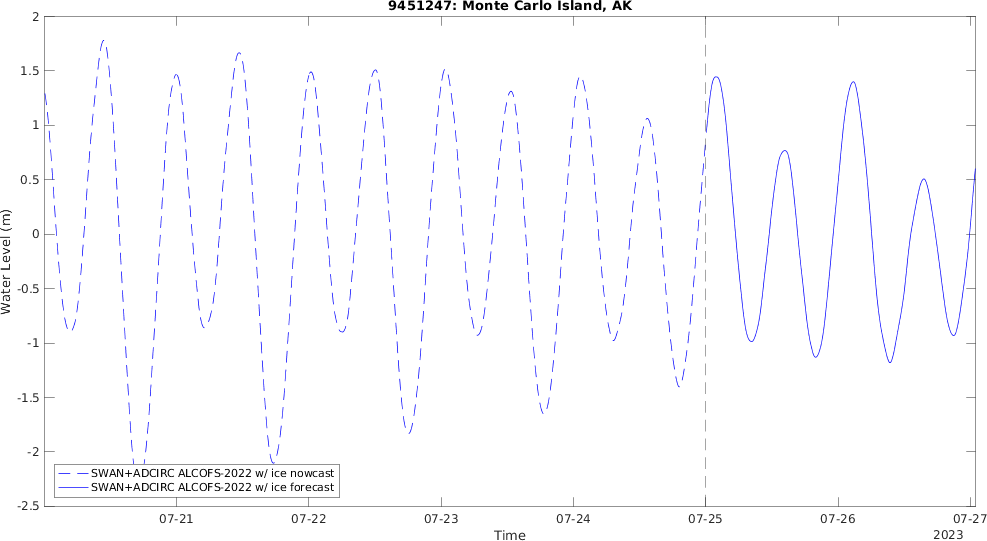 9451247: Monte Carlo Island, AK
2
1.5
1
0.5
0
-0.5
-1
-1.5
-2
-2.5
Water Level (m)
SWAN+ADCIRC ALCOFS-2022 w/ ice nowcast
SWAN+ADCIRC ALCOFS-2022 w/ ice forecast
07-21 07-22 07-23 07-24 07-25 07-26 07-27
Time
2023